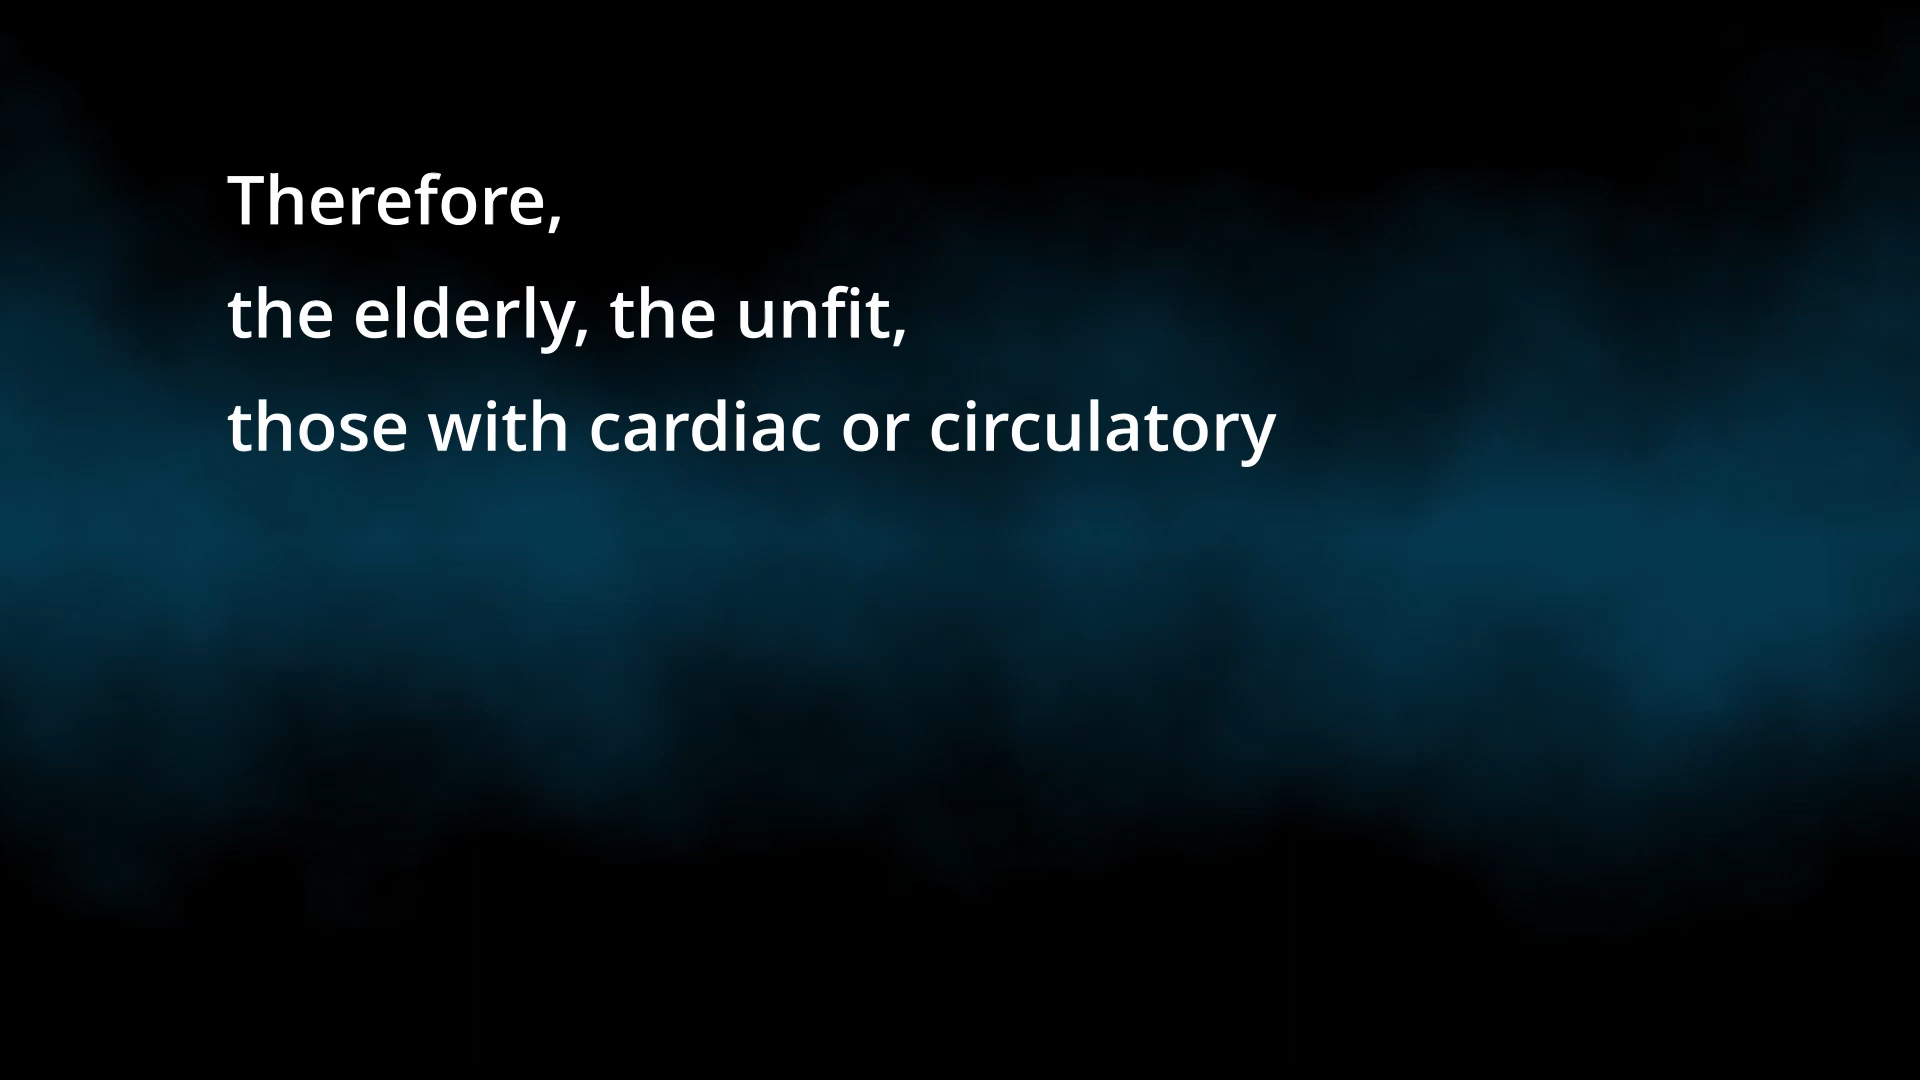 Therefore,
the elderly, the unfit,
those with cardiac or circulatory